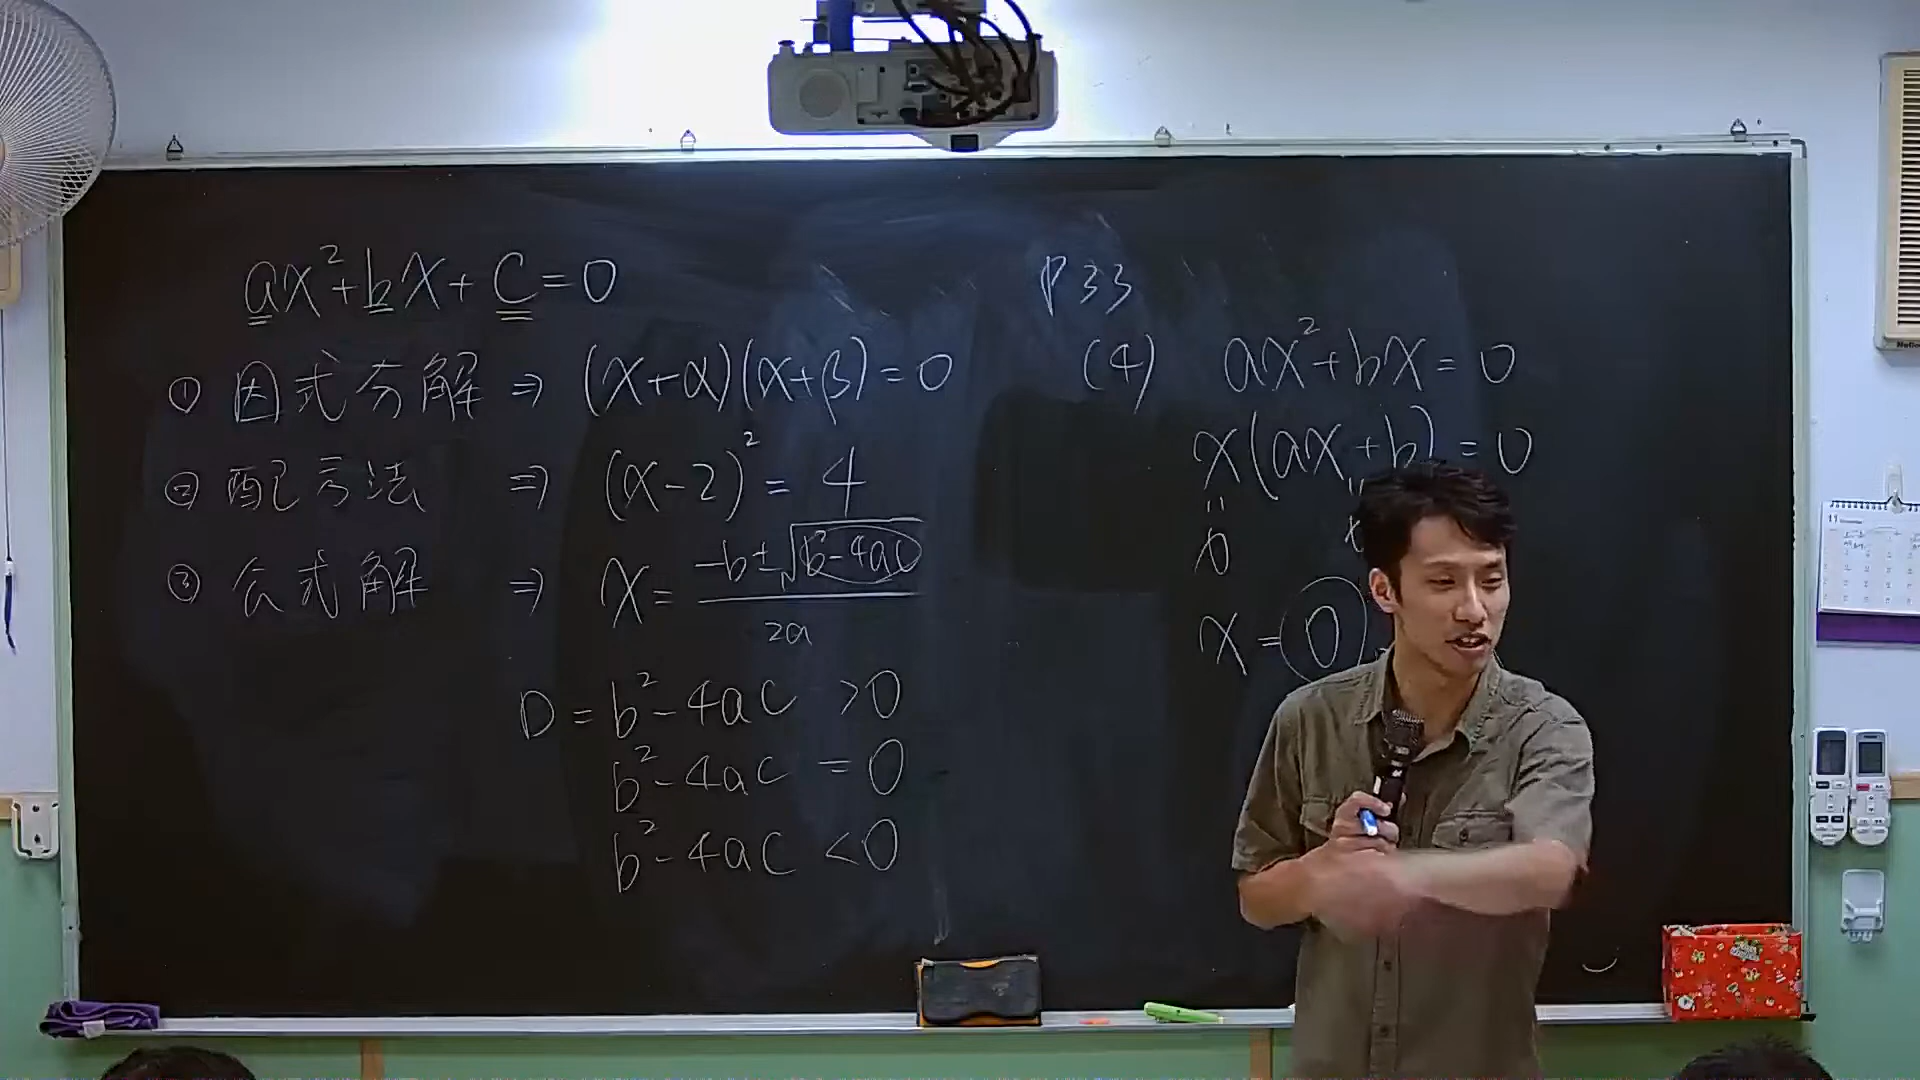 ax²+bx+c=0
① 因式分解 ⇒ (x+α)(x+β)=0
② 配方法 ⇒ (x-2)²=4
③ 公式解 ⇒ x=(-b±√(b²-4ac))/2a
D=b²-4ac >0
b²-4ac =0
b²-4ac <0
P33
(4) ax²+bx=0
x(ax+b)=0
0
x=0